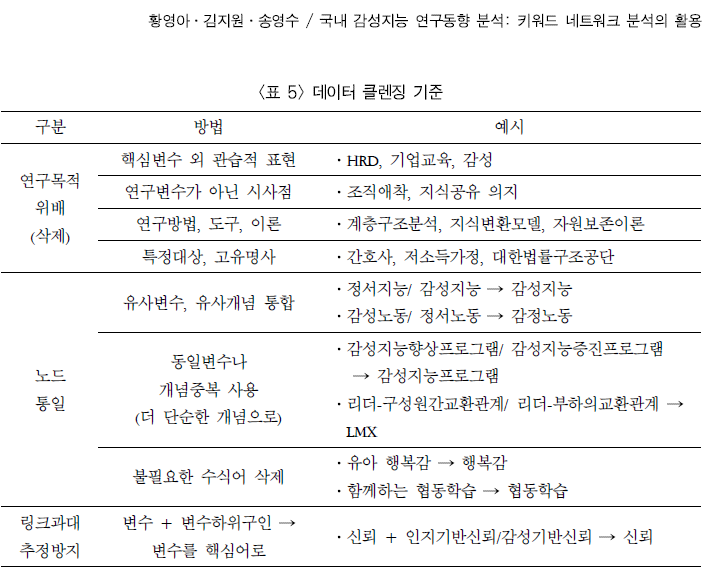 황영아·김지원·송영수 / 국내 감성지능 연구동향 분석: 키워드 네트워크 분석의 활용
<표 5> 데이터 클렌징 기준
구분 방법 예시
연구목적
위배
(삭제)
핵심변수 외 관습적 표현
· HRD, 기업교육, 감성
연구변수가 아닌 시사점
· 조직애착, 지식공유 의지
연구방법, 도구, 이론
· 계층구조분석, 지식변환모델, 자원보존이론
특정대상, 고유명사
· 간호사, 저소득가정, 대한법률구조공단
노드
통일
유사변수, 유사개념 통합
· 정서지능/ 감성지능 → 감성지능
· 감성노동/ 정서노동 → 감정노동
동일변수나
개념중복 사용
(더 단순한 개념으로)
· 감성지능향상프로그램/ 감성지능증진프로그램
→ 감성지능프로그램
· 리더-구성원간교환관계/ 리더-부하의교환관계 →
LMX
불필요한 수식어 삭제
· 유아 행복감 → 행복감
· 함께하는 협동학습 → 협동학습
링크과대
추정방지
변수 + 변수하위구인 →
변수를 핵심어로
· 신뢰 + 인지기반신뢰/감성기반신뢰 → 신뢰